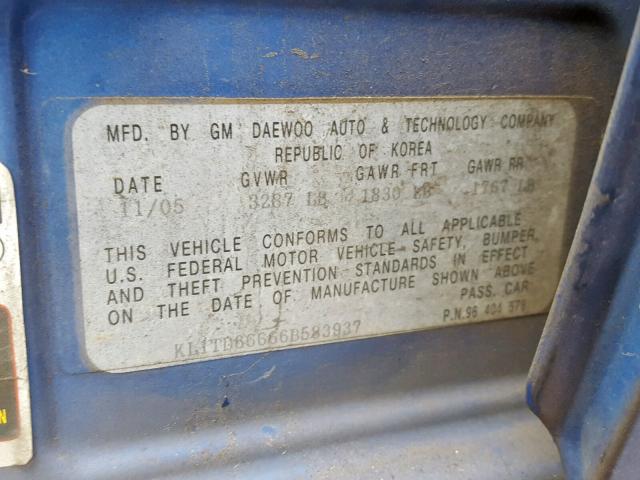 MFD. BY GM DAEWOO AUTO & TECHNOLOGY COMPANY
REPUBLIC OF KOREA
DATE GVWR GAWR FRT GAWR RR
11/05 3287 LB 1830 LB 1767 LB
THIS VEHICLE CONFORMS TO ALL APPLICABLE
U.S. FEDERAL MOTOR VEHICLE SAFETY, BUMPER,
AND THEFT PREVENTION STANDARDS IN EFFECT
ON THE DATE OF MANUFACTURE SHOWN ABOVE
PASS. CAR
P.N.96 404 578